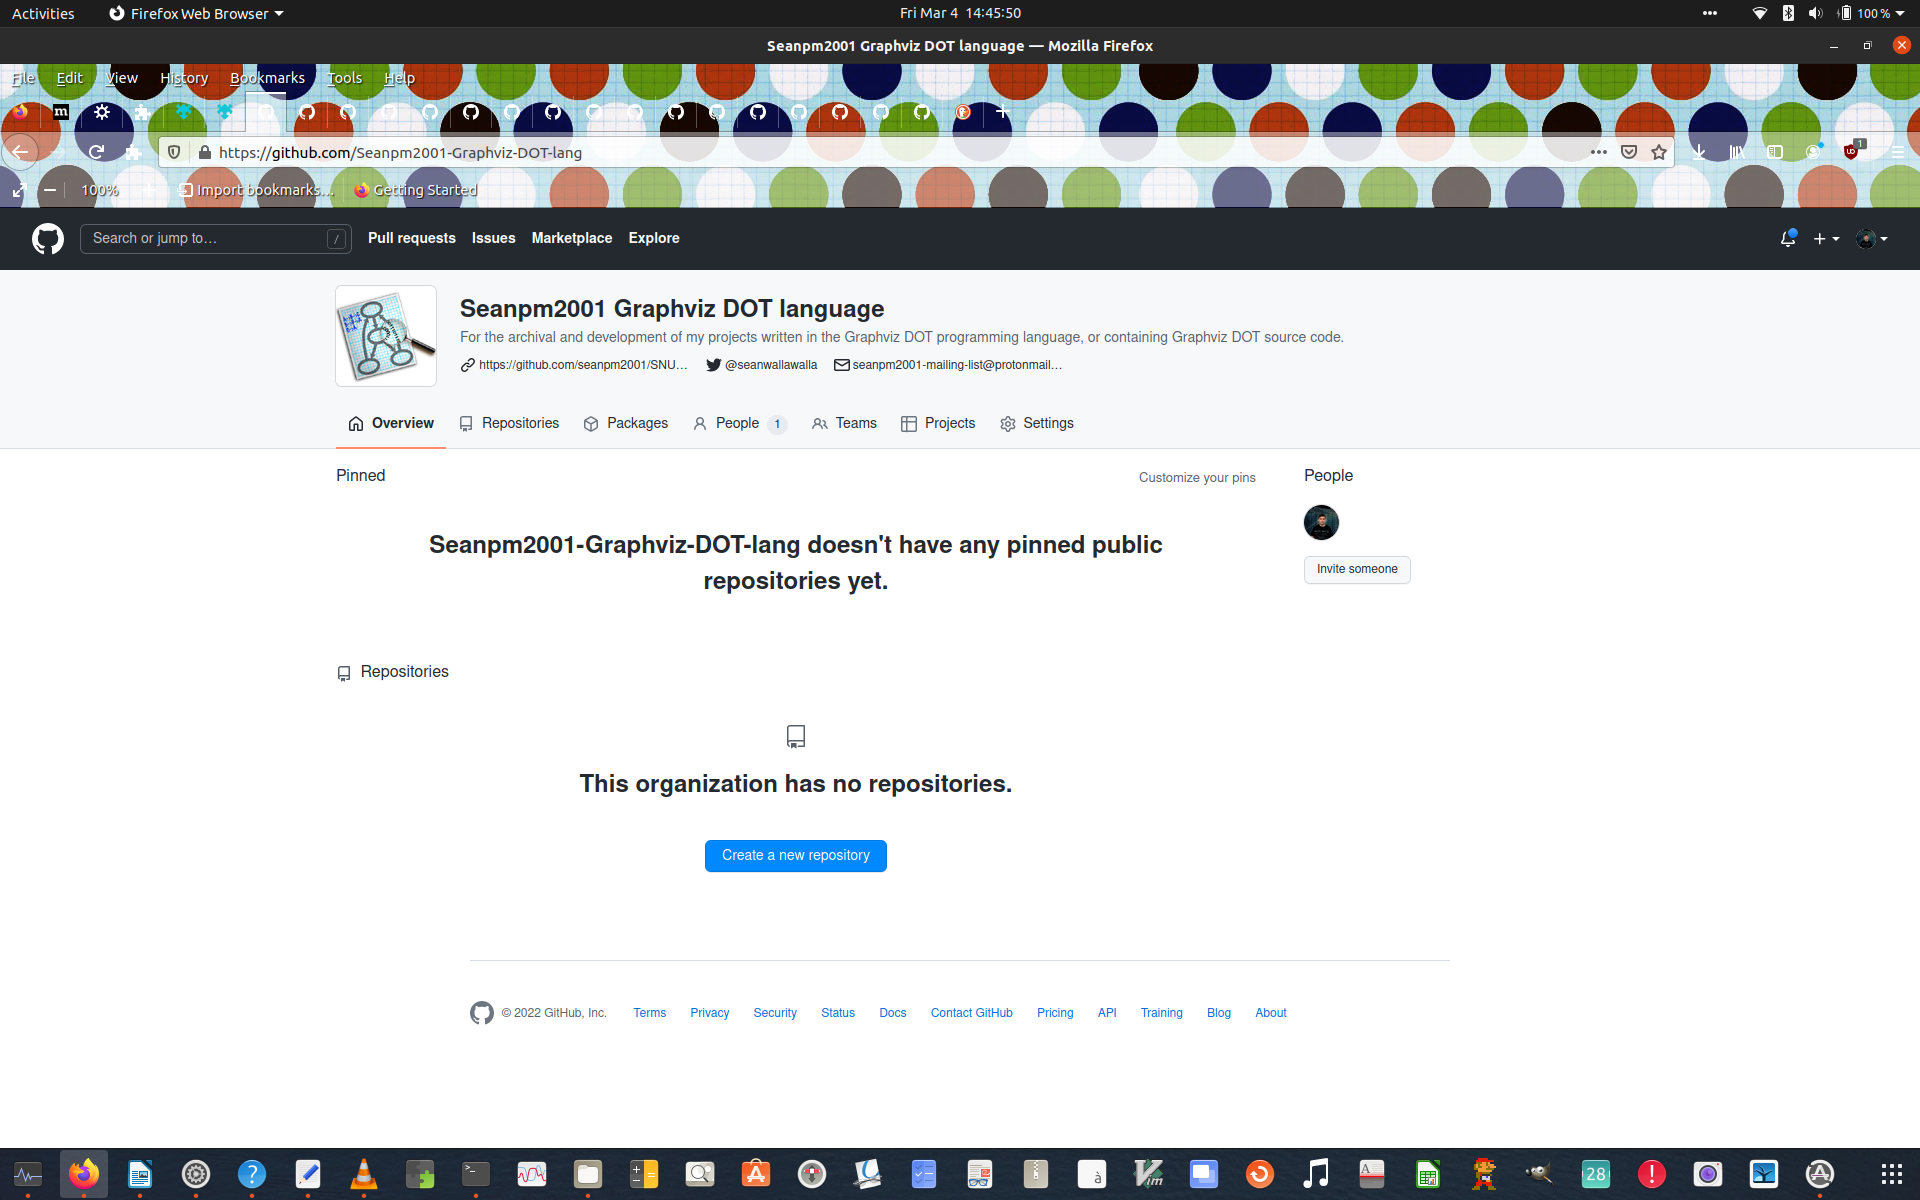 Activities
Firefox Web Browser
Fri Mar 4 14:45:50
100 %
Seanpm2001 Graphviz DOT language — Mozilla Firefox
File Edit View History Bookmarks Tools Help
m
https://github.com/Seanpm2001-Graphviz-DOT-lang
1
100%
Import bookmarks…
Getting Started
Search or jump to…
/
Pull requests
Issues
Marketplace
Explore
Seanpm2001 Graphviz DOT language
For the archival and development of my projects written in the Graphviz DOT programming language, or containing Graphviz DOT source code.
https://github.com/seanpm2001/SNU…
@seanwallawalla
seanpm2001-mailing-list@protonmail…
Overview
Repositories
Packages
People 1
Teams
Projects
Settings
Pinned
Customize your pins
People
Seanpm2001-Graphviz-DOT-lang doesn't have any pinned public
repositories yet.
Invite someone
Repositories
This organization has no repositories.
Create a new repository
© 2022 GitHub, Inc.
Terms
Privacy
Security
Status
Docs
Contact GitHub
Pricing
API
Training
Blog
About
28